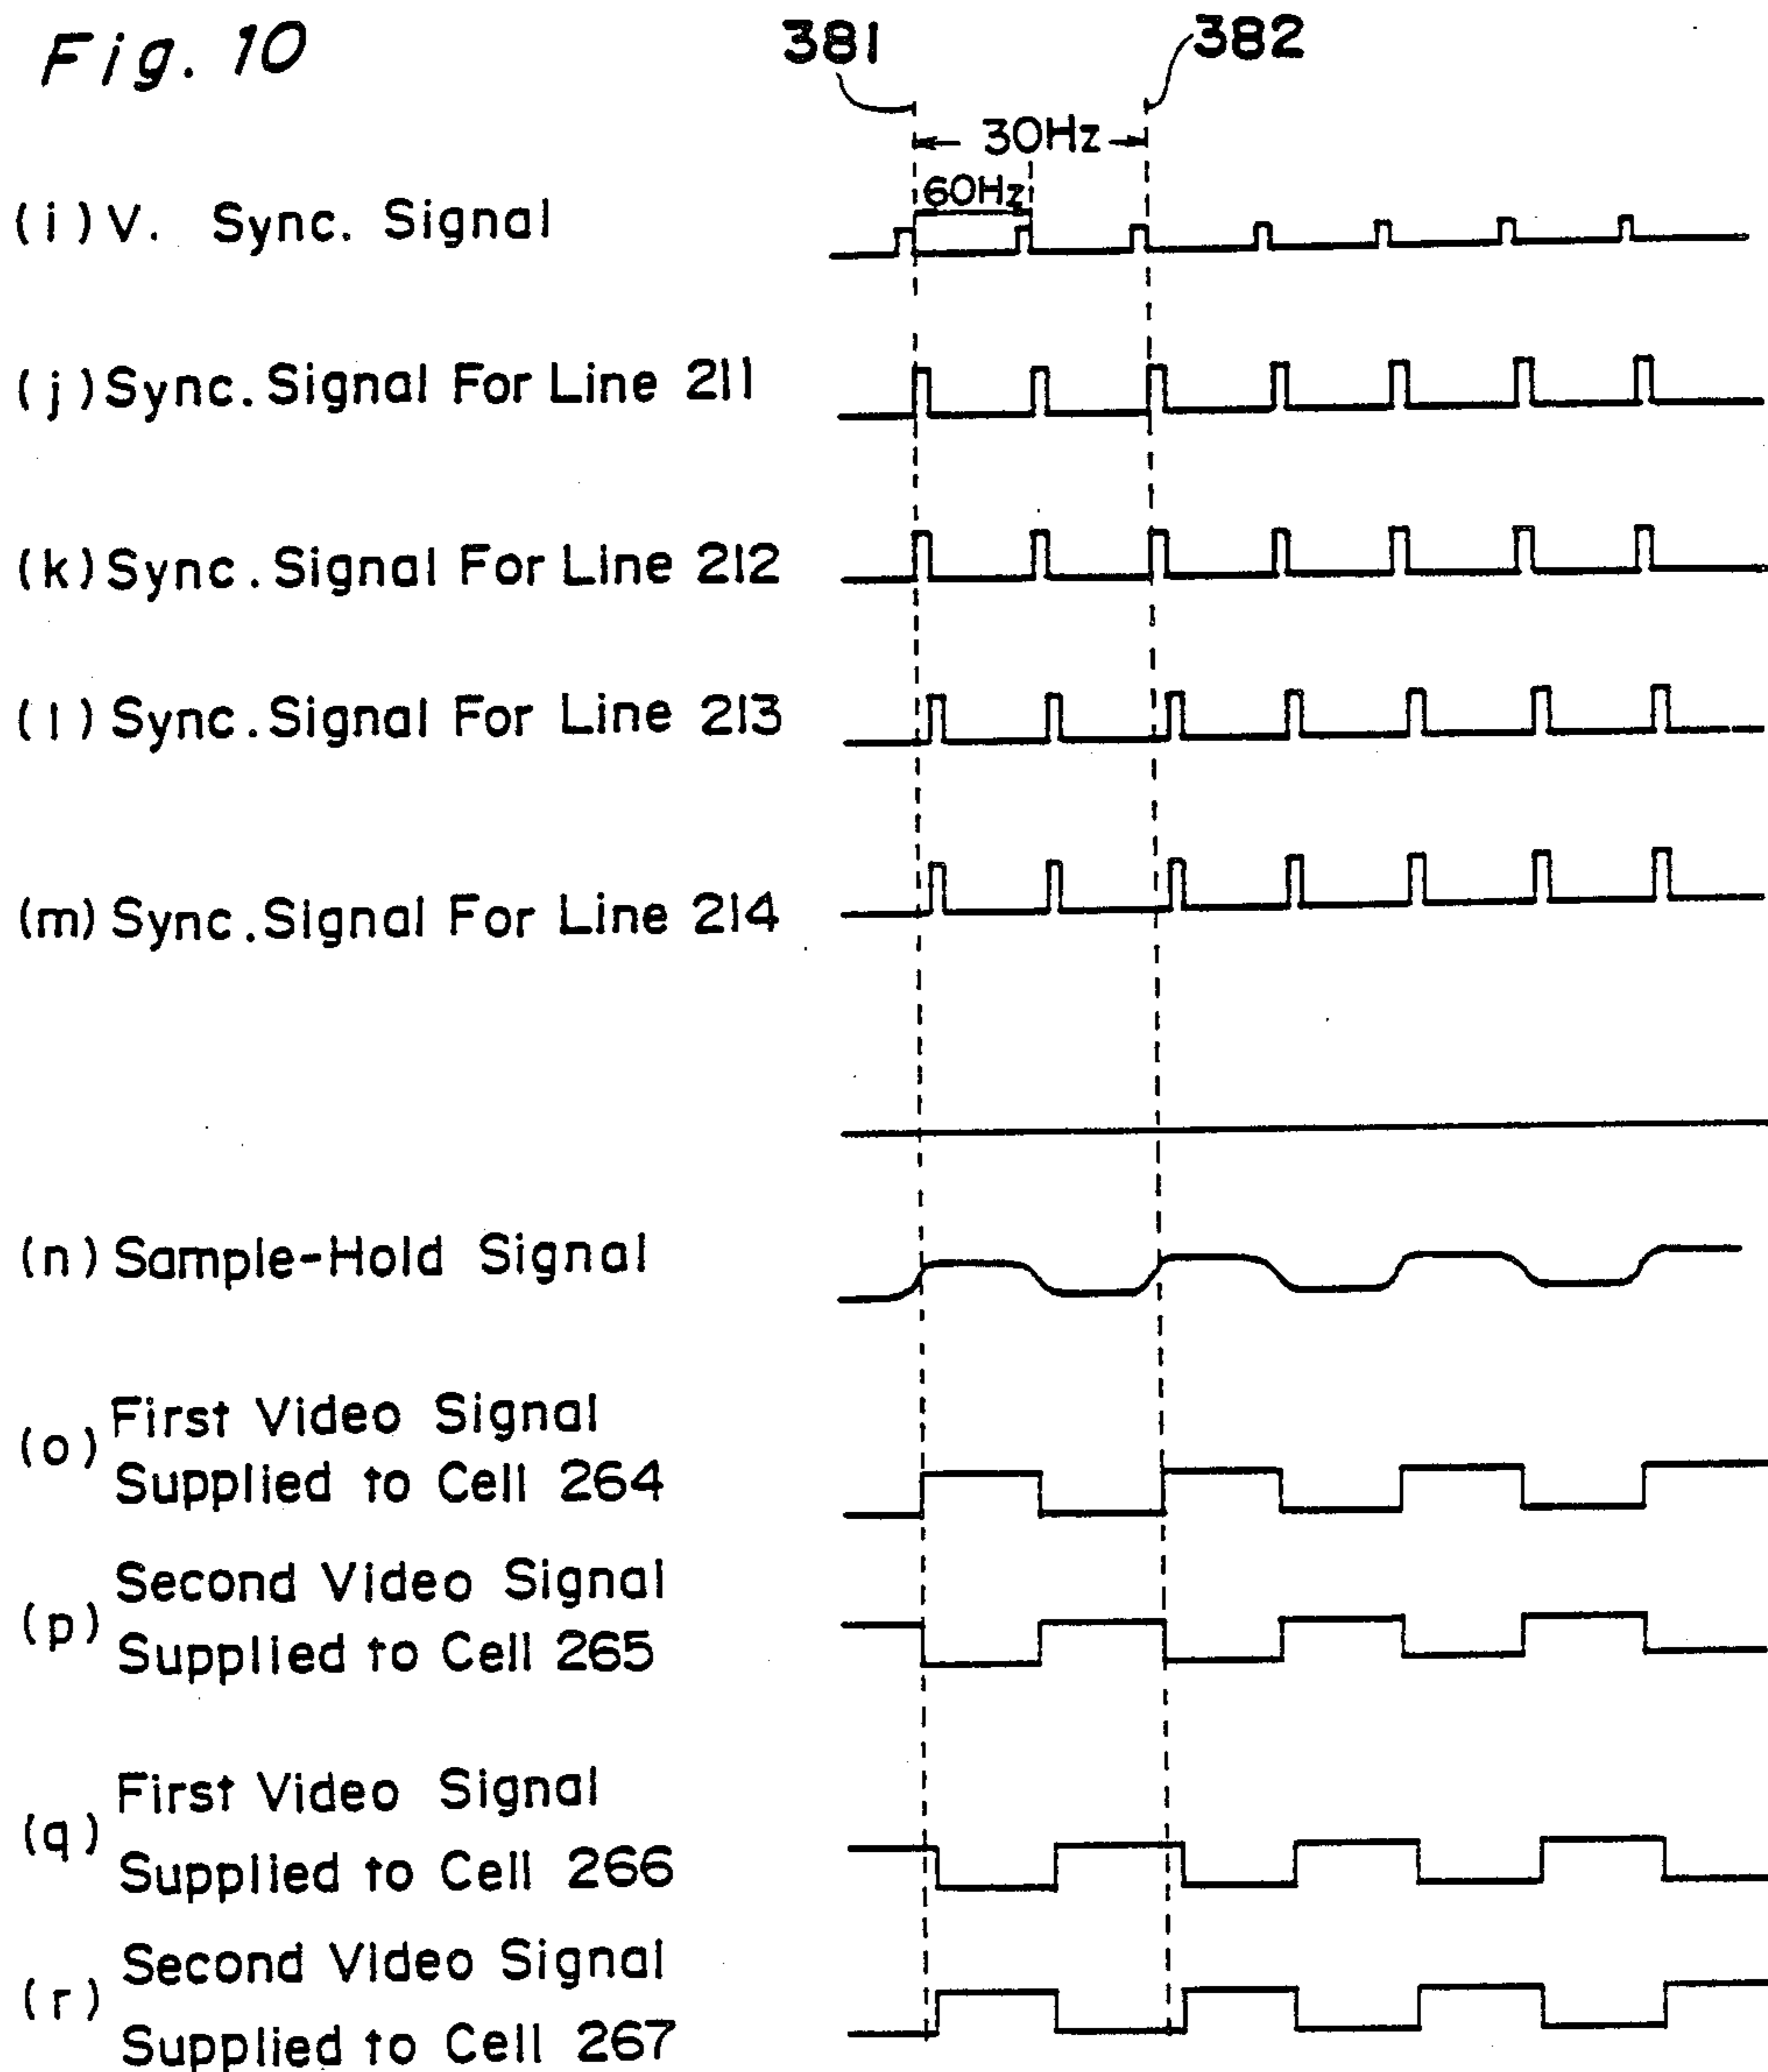 Fig. 10
381
382
30Hz
60Hz
(i) V. Sync. Signal
(j) Sync. Signal For Line 211
(k) Sync. Signal For Line 212
(l) Sync. Signal For Line 213
(m) Sync. Signal For Line 214
(n) Sample-Hold Signal
(o) First Video Signal
Supplied to Cell 264
(p) Second Video Signal
Supplied to Cell 265
(q) First Video Signal
Supplied to Cell 266
(r) Second Video Signal
Supplied to Cell 267